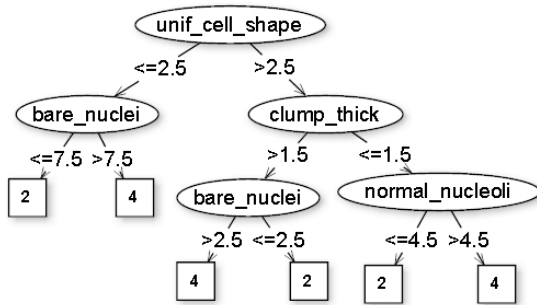 unif_cell_shape
<=2.5 >2.5
bare_nuclei clump_thick
<=7.5 >7.5 >1.5 <=1.5
2 4 bare_nuclei normal_nucleoli
>2.5 <=2.5 <=4.5 >4.5
4 2 2 4